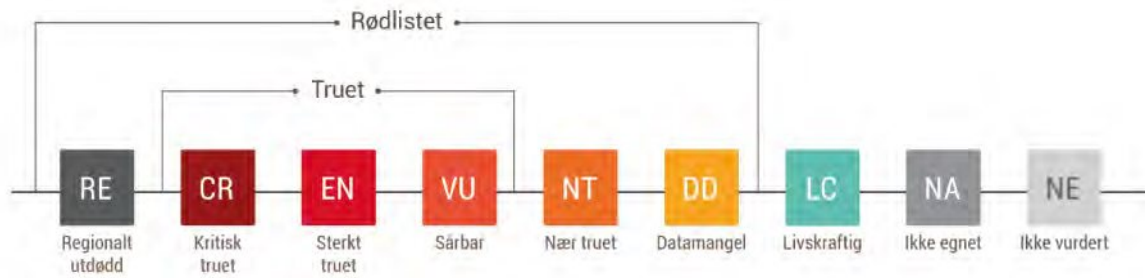 Rødlistet
Truet
RE
CR
EN
VU
NT
DD
LC
NA
NE
Regionalt
utdødd
Kritisk
truet
Sterkt
truet
Sårbar
Nær truet
Datamangel
Livskraftig
Ikke egnet
Ikke vurdert